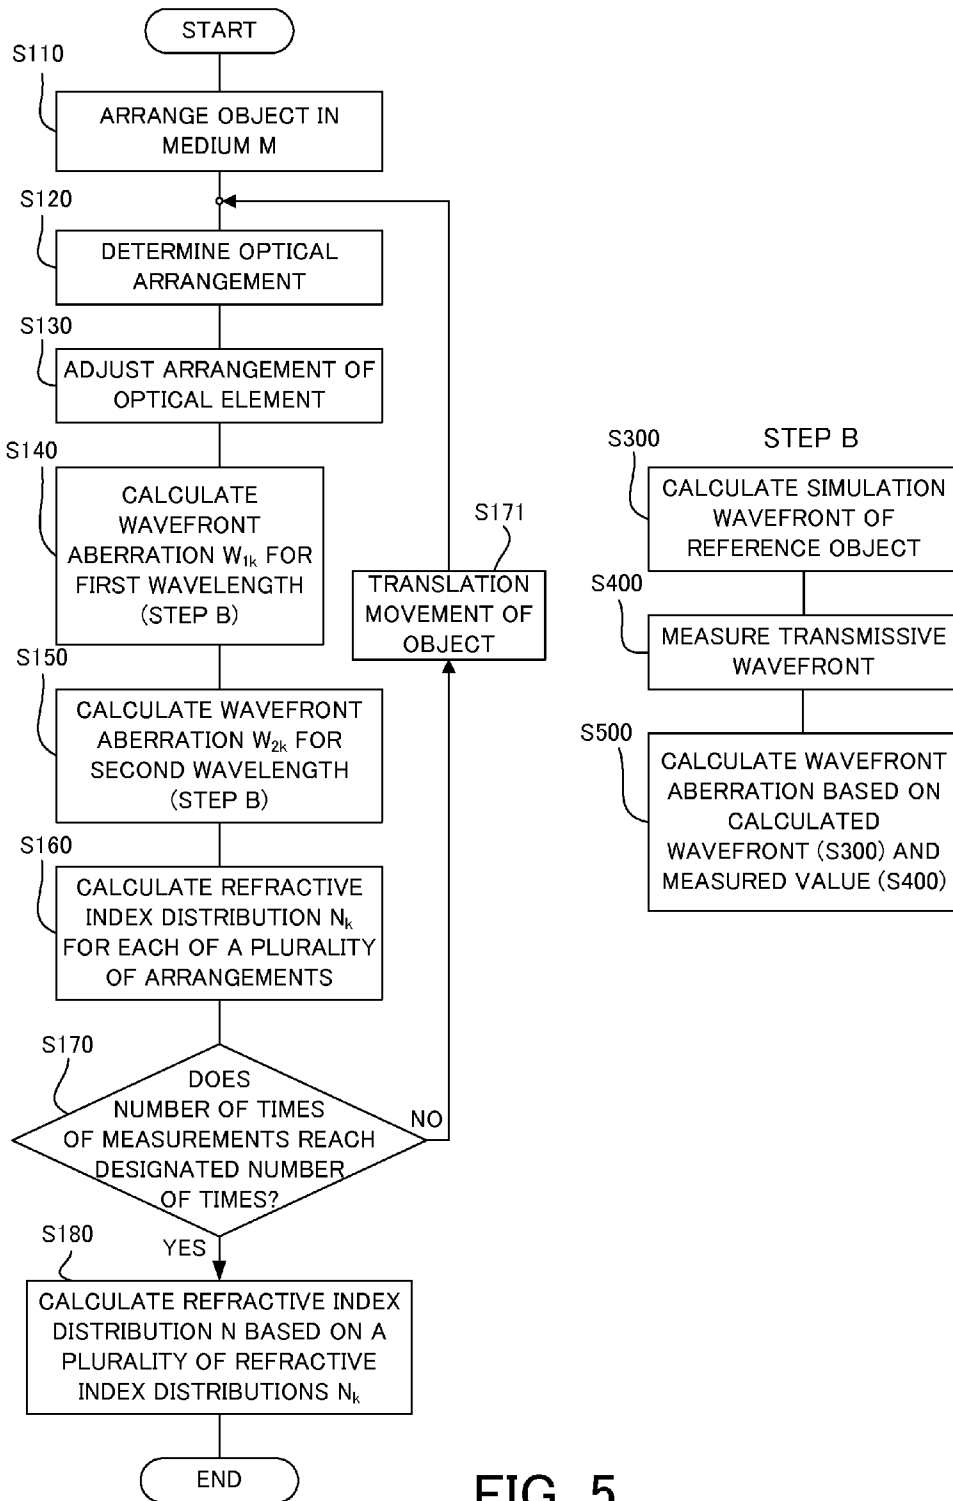 START
S110
ARRANGE OBJECT IN
MEDIUM M
S120
DETERMINE OPTICAL
ARRANGEMENT
S130
ADJUST ARRANGEMENT OF
OPTICAL ELEMENT
S140
CALCULATE
WAVEFRONT
ABERRATION W1k FOR
FIRST WAVELENGTH
(STEP B)
S150
CALCULATE WAVEFRONT
ABERRATION W2k FOR
SECOND WAVELENGTH
(STEP B)
S160
CALCULATE REFRACTIVE
INDEX DISTRIBUTION Nk
FOR EACH OF A PLURALITY
OF ARRANGEMENTS
S170
DOES
NUMBER OF TIMES
OF MEASUREMENTS REACH
DESIGNATED NUMBER
OF TIMES?
NO
S171
TRANSLATION
MOVEMENT OF
OBJECT
YES
S180
CALCULATE REFRACTIVE INDEX
DISTRIBUTION N BASED ON A
PLURALITY OF REFRACTIVE
INDEX DISTRIBUTIONS Nk
END
STEP B
S300
CALCULATE SIMULATION
WAVEFRONT OF
REFERENCE OBJECT
S400
MEASURE TRANSMISSIVE
WAVEFRONT
S500
CALCULATE WAVEFRONT
ABERRATION BASED ON
CALCULATED
WAVEFRONT (S300) AND
MEASURED VALUE (S400)
FIG. 5